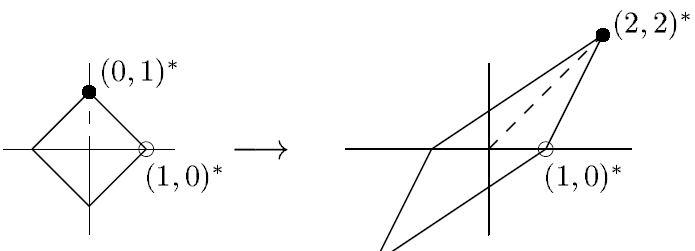 (0, 1)*
(1, 0)*
(2, 2)*
(1, 0)*